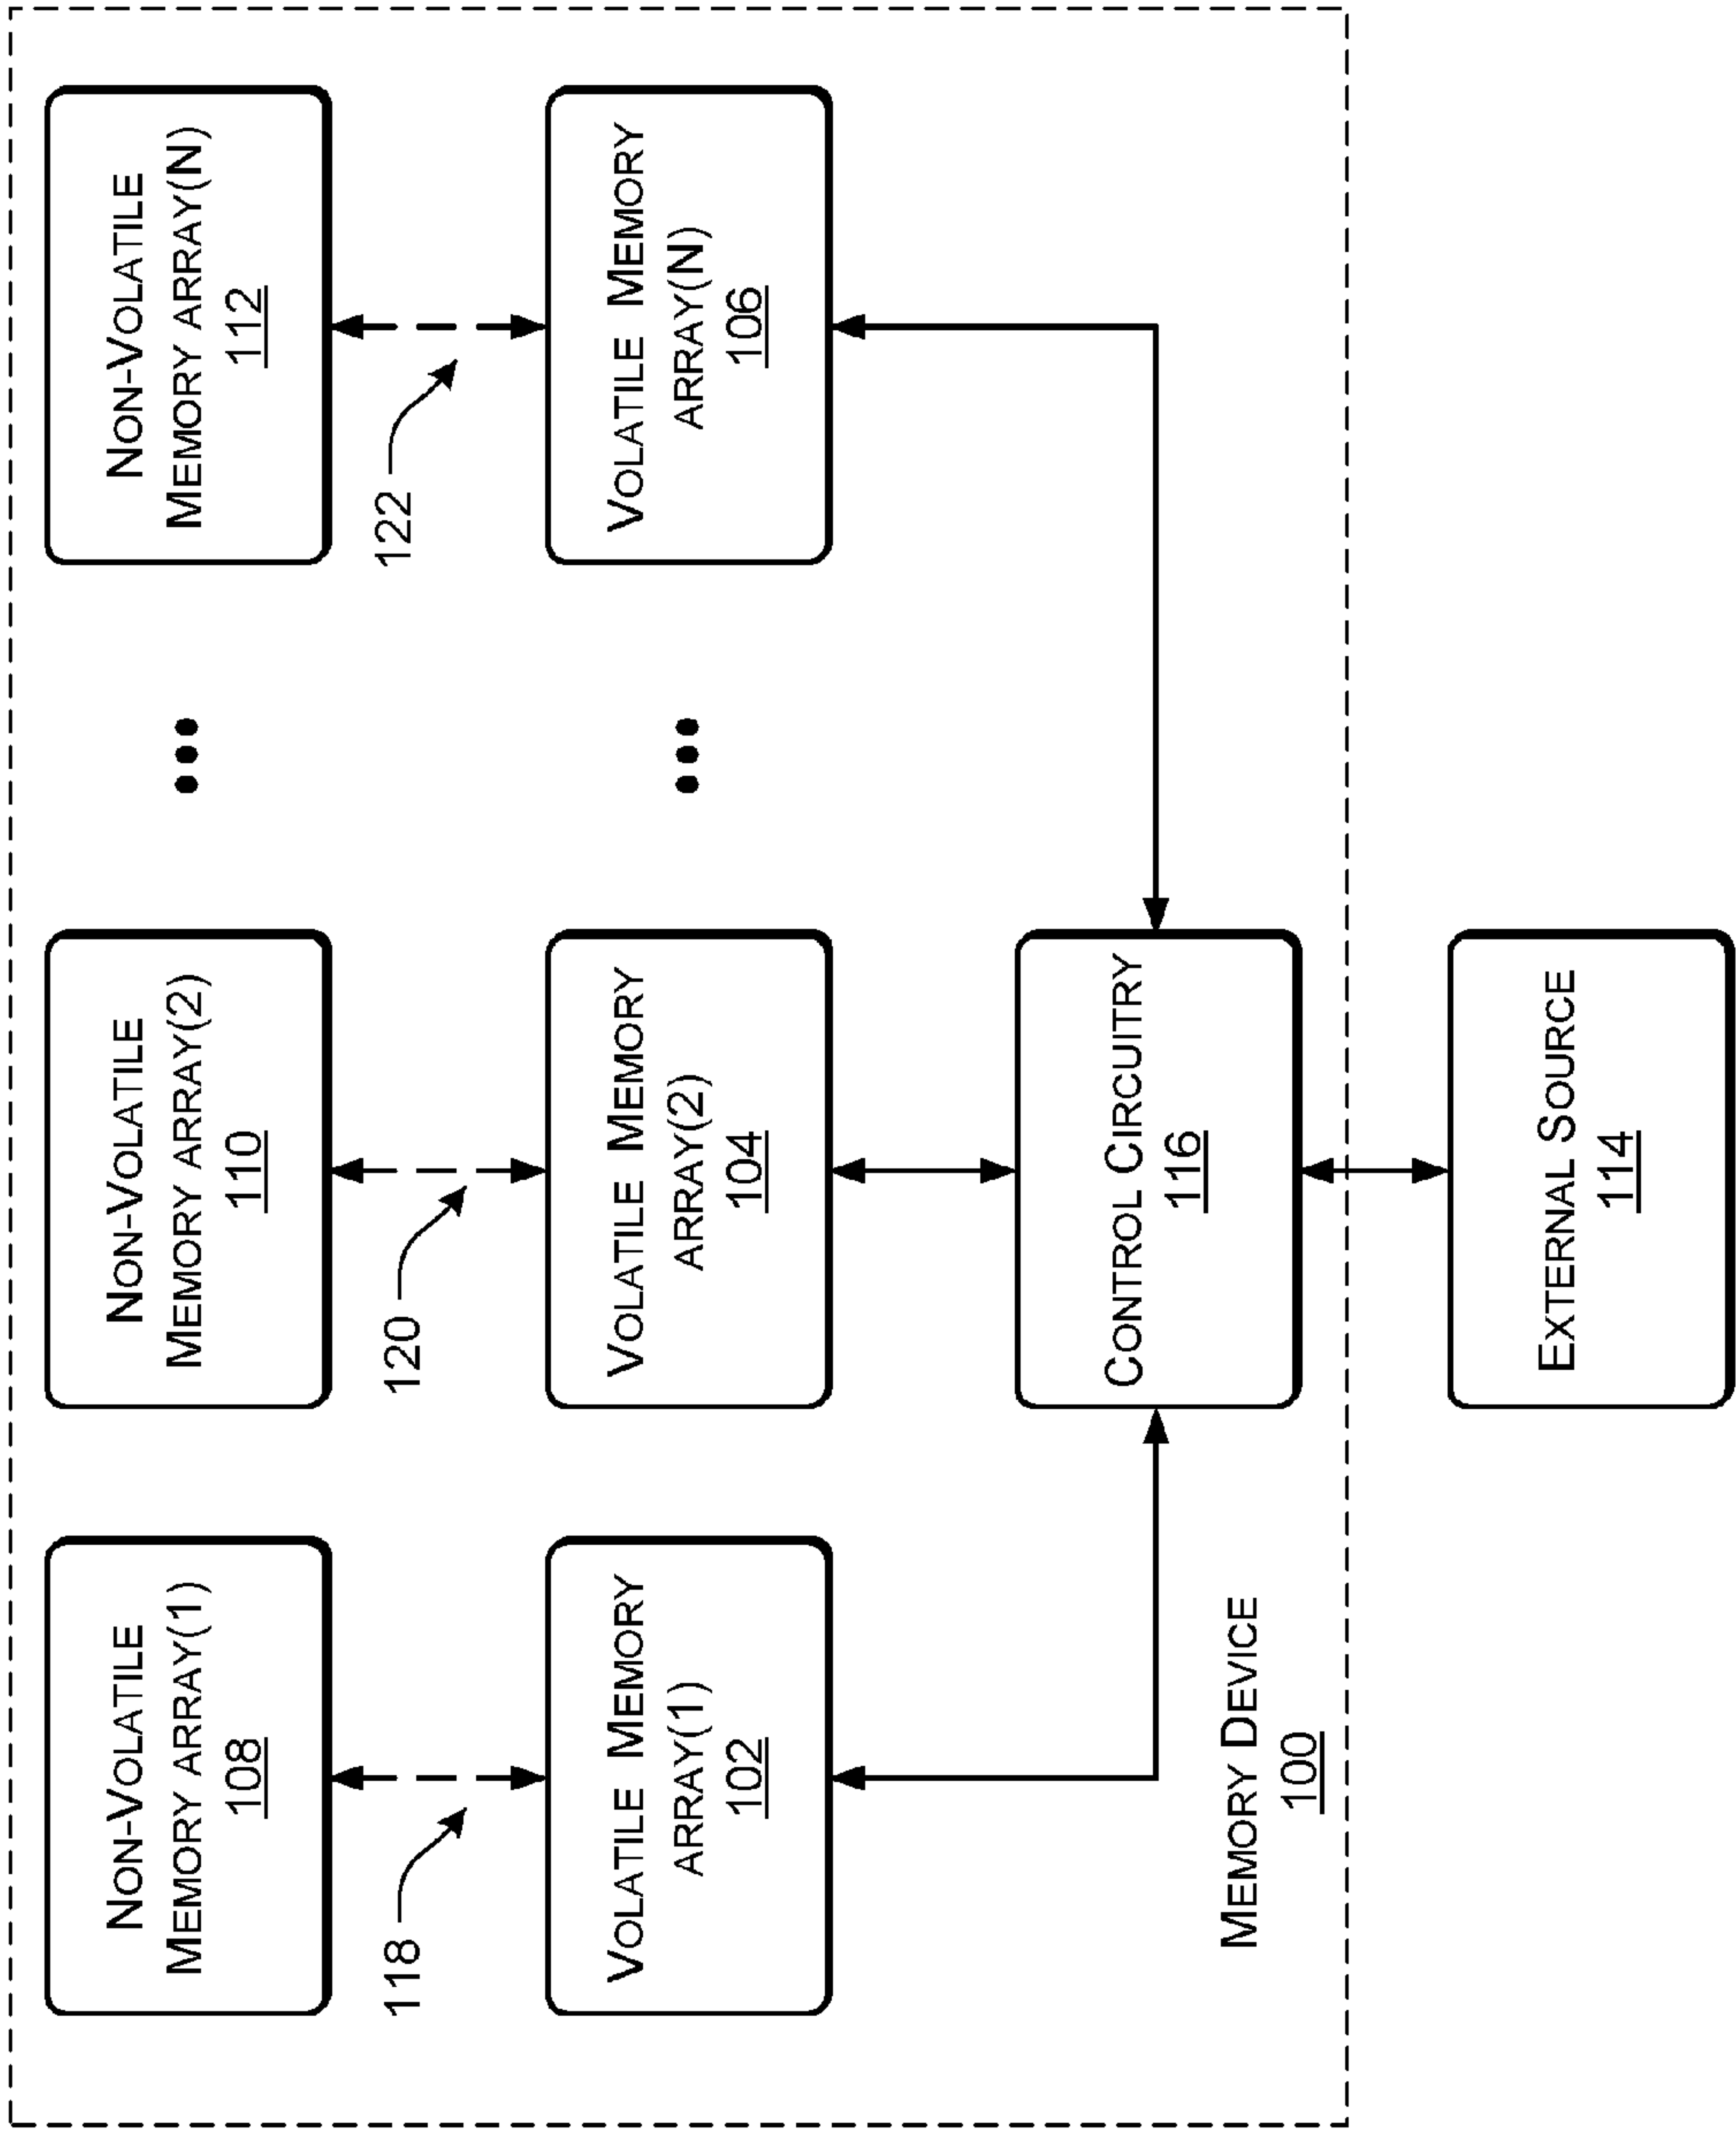 NON-VOLATILE
MEMORY ARRAY(1)
108
NON-VOLATILE
MEMORY ARRAY(2)
110
NON-VOLATILE
MEMORY ARRAY(N)
112
•••
118
120
122
VOLATILE MEMORY
ARRAY(1)
102
VOLATILE MEMORY
ARRAY(2)
104
VOLATILE MEMORY
ARRAY(N)
106
•••
CONTROL CIRCUITRY
116
MEMORY DEVICE
100
EXTERNAL SOURCE
114